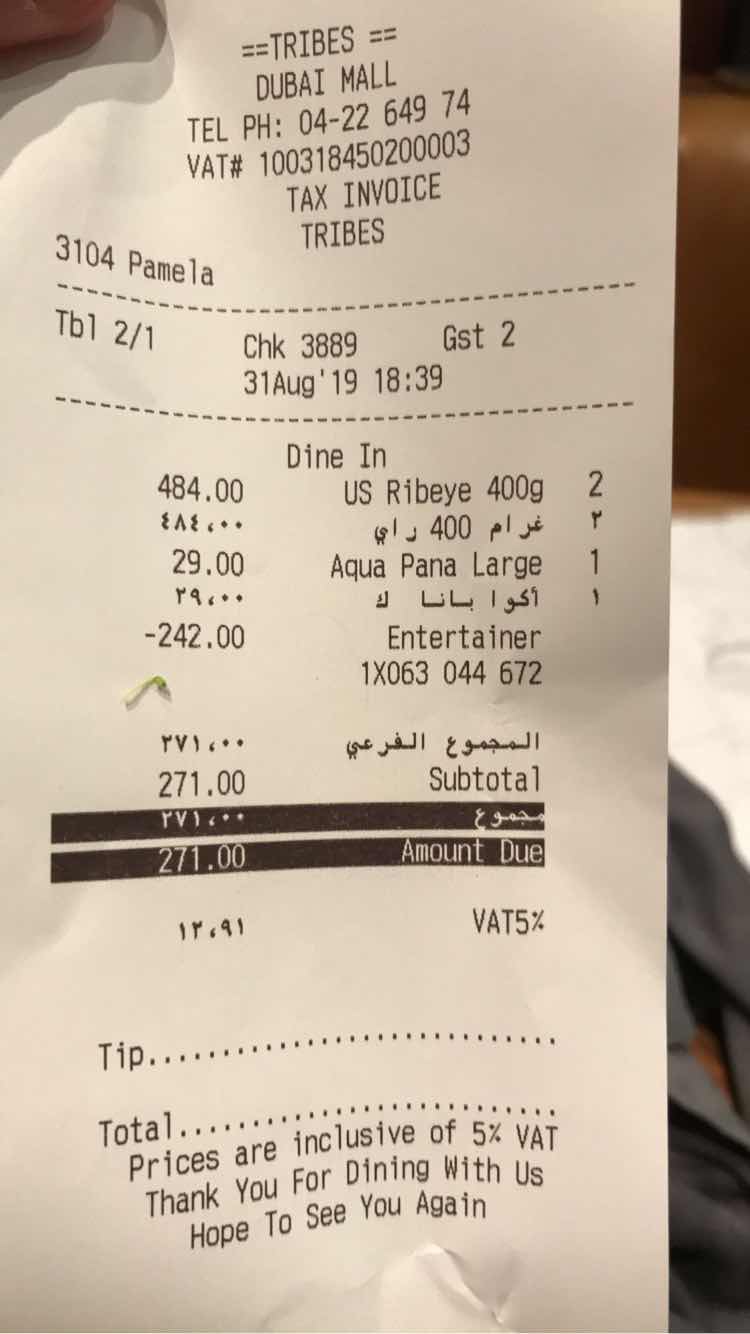 ==TRIBES ==
DUBAI MALL
TEL PH: 04-22 649 74
VAT# 100318450200003
TAX INVOICE
TRIBES
3104 Pamela
Tbl 2/1 Chk 3889 Gst 2
31Aug'19 18:39
Dine In
484.00 US Ribeye 400g 2
٤٨٤،٠٠ غرام 400 راي ٢
29.00 Aqua Pana Large 1
٢٩،٠٠ أكوا بانا ك ١
-242.00 Entertainer
1X063 044 672
٢٧١،٠٠ المجموع الفرعي
271.00 Subtotal
٢٧١،٠٠ مجموع
271.00 Amount Due
١٢،٩١ VAT5%
Tip..............................
Total............................
Prices are inclusive of 5% VAT
Thank You For Dining With Us
Hope To See You Again